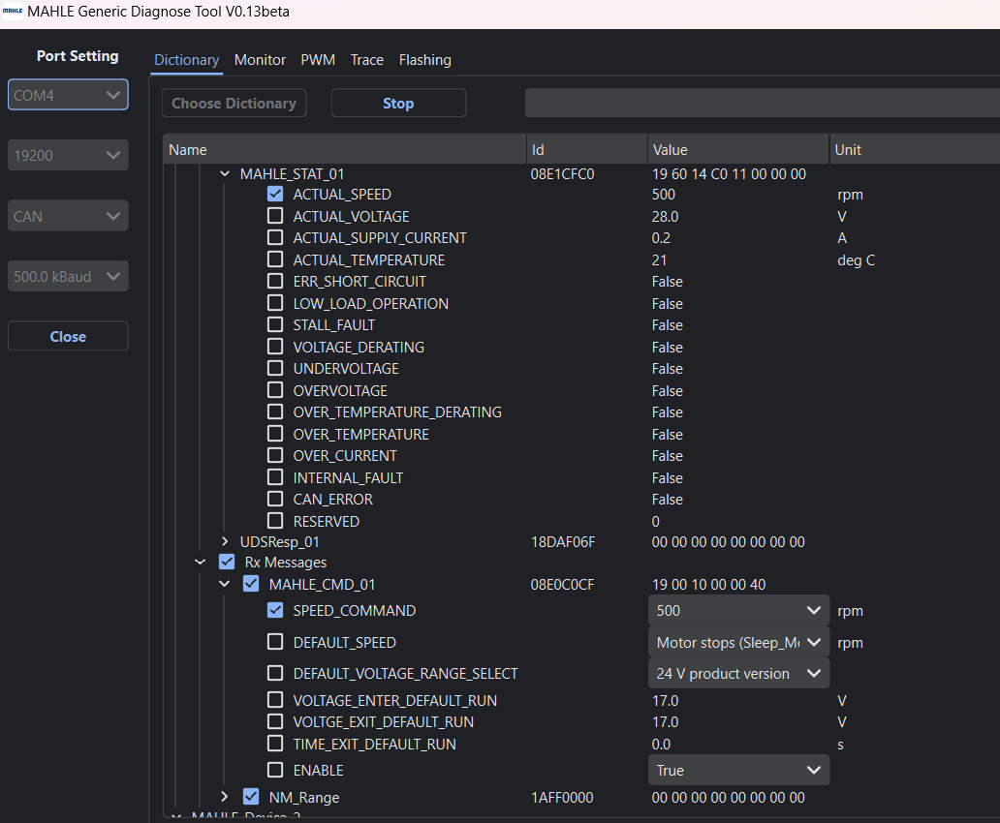 MAHLE MAHLE Generic Diagnose Tool V0.13beta
Port Setting
COM4
19200
CAN
500.0 kBaud
Close
Dictionary Monitor PWM Trace Flashing
Choose Dictionary Stop
Name Id Value Unit
MAHLE_STAT_01 08E1CFC0 19 60 14 C0 11 00 00 00
ACTUAL_SPEED 500 rpm
ACTUAL_VOLTAGE 28.0 V
ACTUAL_SUPPLY_CURRENT 0.2 A
ACTUAL_TEMPERATURE 21 deg C
ERR_SHORT_CIRCUIT False
LOW_LOAD_OPERATION False
STALL_FAULT False
VOLTAGE_DERATING False
UNDERVOLTAGE False
OVERVOLTAGE False
OVER_TEMPERATURE_DERATING False
OVER_TEMPERATURE False
OVER_CURRENT False
INTERNAL_FAULT False
CAN_ERROR False
RESERVED 0
UDSResp_01 18DAF06F 00 00 00 00 00 00 00 00
Rx Messages
MAHLE_CMD_01 08E0C0CF 19 00 10 00 00 40
SPEED_COMMAND 500 rpm
DEFAULT_SPEED Motor stops (Sleep_Mo rpm
DEFAULT_VOLTAGE_RANGE_SELECT 24 V product version
VOLTAGE_ENTER_DEFAULT_RUN 17.0 V
VOLTGE_EXIT_DEFAULT_RUN 17.0 V
TIME_EXIT_DEFAULT_RUN 0.0 s
ENABLE True
NM_Range 1AFF0000 00 00 00 00 00 00 00 00
MAHLE_Device_2